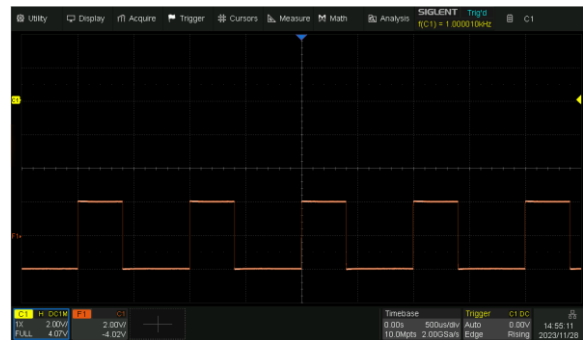 Utility Display Acquire Trigger Cursors Measure Math Analysis SIGLENT Trig'd C1
f(C1) = 1.000010kHz
C1
F1
C1 H DC1M F1 C1 Timebase Trigger C1 DC
1X 2.00V/ 2.00V/ 0.00s 500us/div Auto 0.00V 14:55:11
FULL 4.07V -4.02V 10.0Mpts 2.00GSa/s Edge Rising 2023/11/28